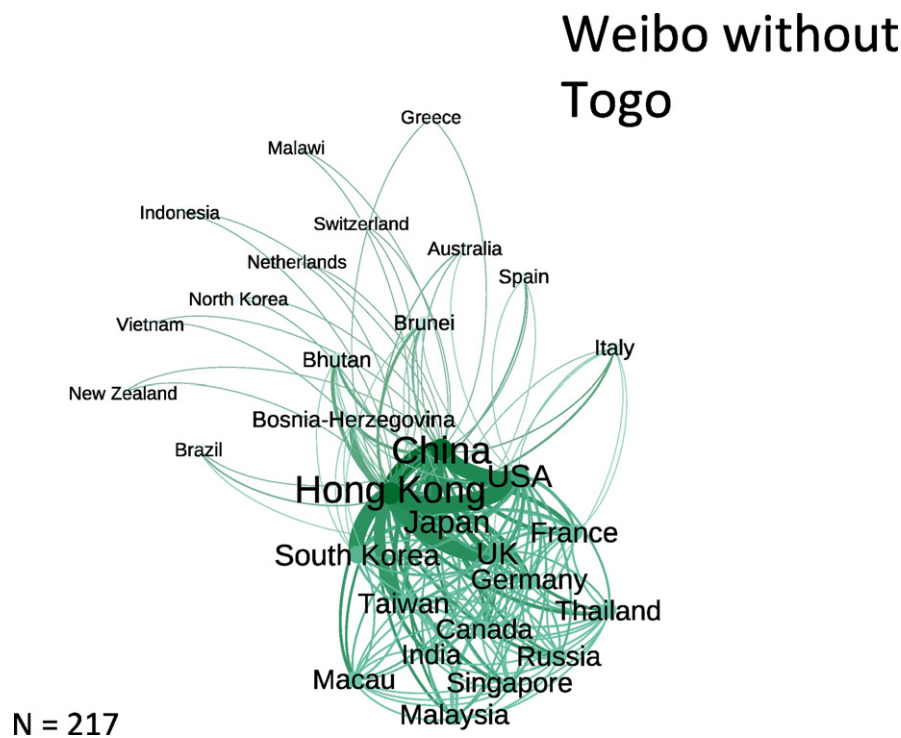 Weibo without
Togo
Greece
Malawi
Indonesia
Switzerland
Australia
Netherlands
Spain
North Korea
Vietnam
Brunei
Italy
Bhutan
New Zealand
Bosnia-Herzegovina
Brazil
China
USA
Hong Kong
Japan
France
South Korea
UK
Germany
Taiwan
Thailand
Canada
India
Russia
Macau
Singapore
Malaysia
N = 217